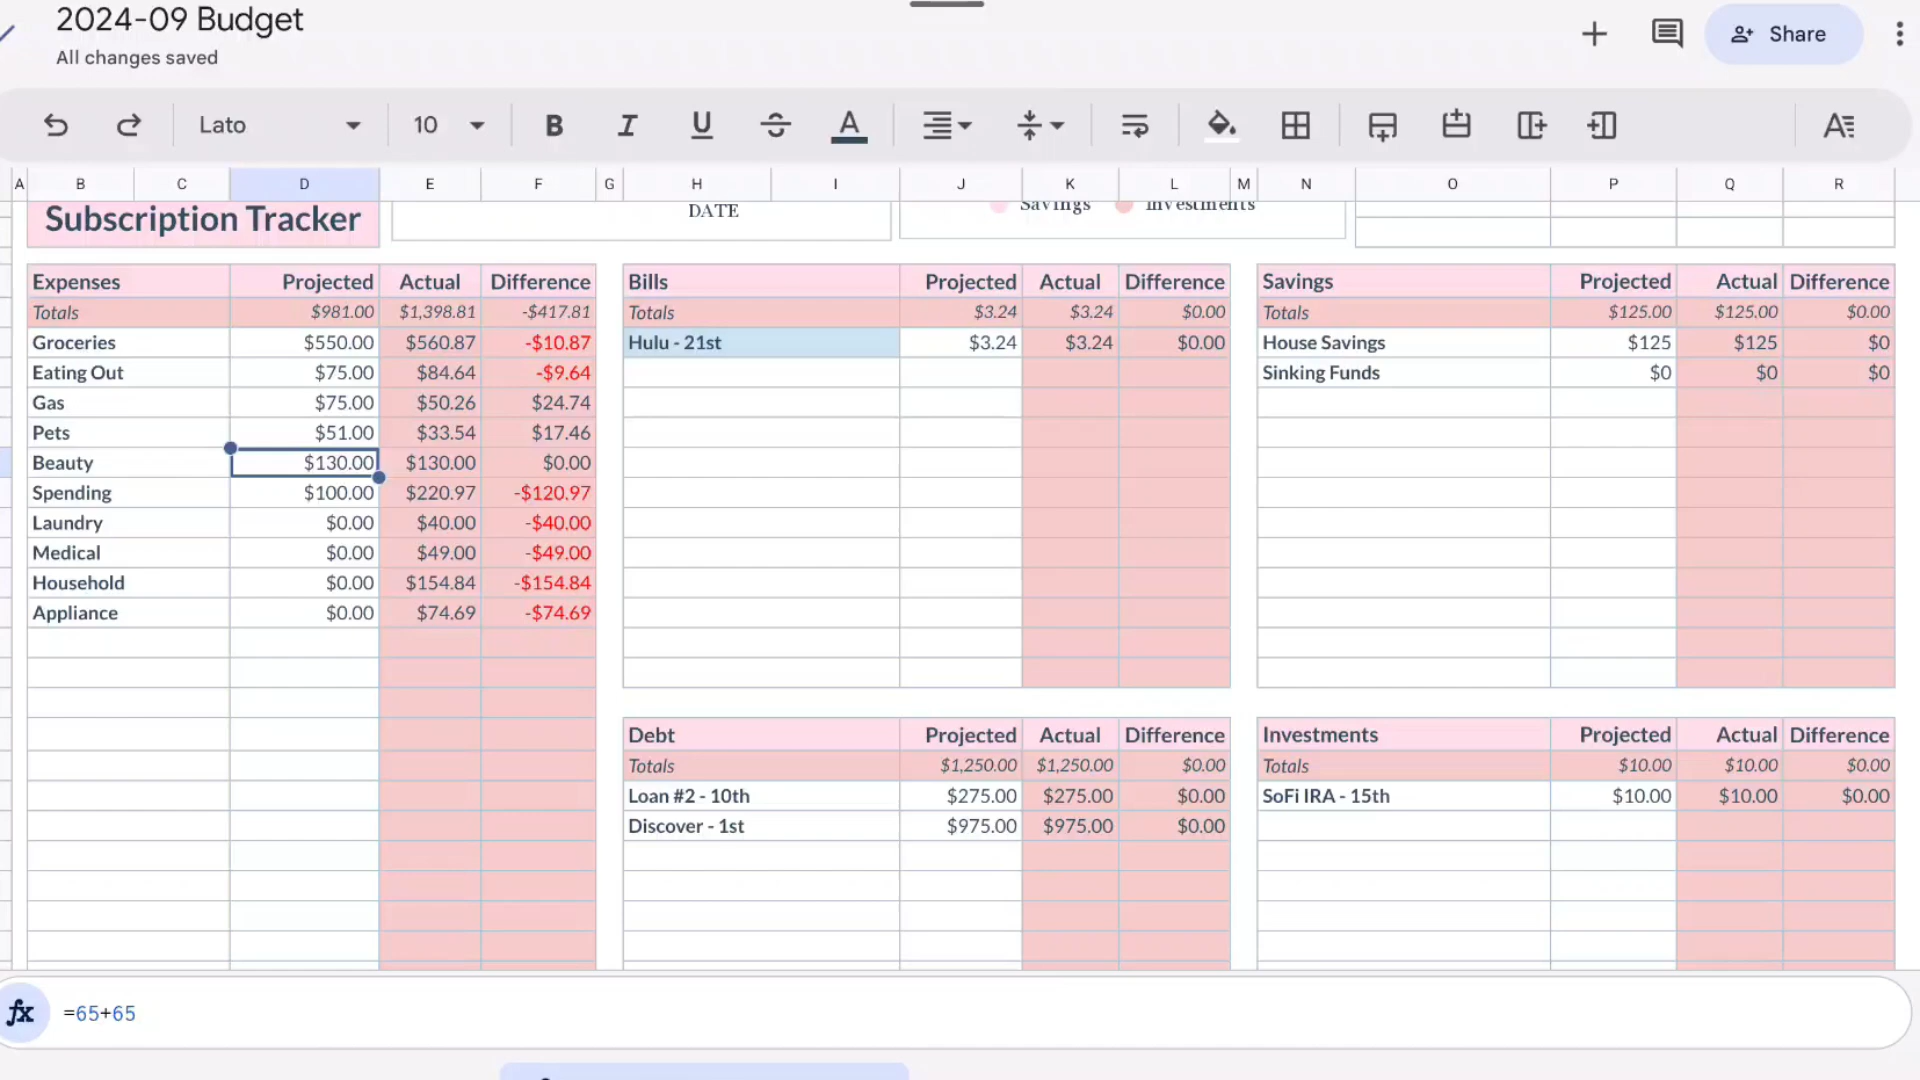 2024-09 Budget
All changes saved
Share
Lato 10 B I U A A
A B C D E F G H I J K L M N O P Q R
Subscription Tracker
DATE
Savings Investments
Expenses Projected Actual Difference
Totals $981.00 $1,398.81 -$417.81
Groceries $550.00 $560.87 -$10.87
Eating Out $75.00 $84.64 -$9.64
Gas $75.00 $50.26 $24.74
Pets $51.00 $33.54 $17.46
Beauty $130.00 $130.00 $0.00
Spending $100.00 $220.97 -$120.97
Laundry $0.00 $40.00 -$40.00
Medical $0.00 $49.00 -$49.00
Household $0.00 $154.84 -$154.84
Appliance $0.00 $74.69 -$74.69
Bills Projected Actual Difference
Totals $3.24 $3.24 $0.00
Hulu - 21st $3.24 $3.24 $0.00
Savings Projected Actual Difference
Totals $125.00 $125.00 $0.00
House Savings $125 $125 $0
Sinking Funds $0 $0 $0
Debt Projected Actual Difference
Totals $1,250.00 $1,250.00 $0.00
Loan #2 - 10th $275.00 $275.00 $0.00
Discover - 1st $975.00 $975.00 $0.00
Investments Projected Actual Difference
Totals $10.00 $10.00 $0.00
SoFi IRA - 15th $10.00 $10.00 $0.00
fx =65+65